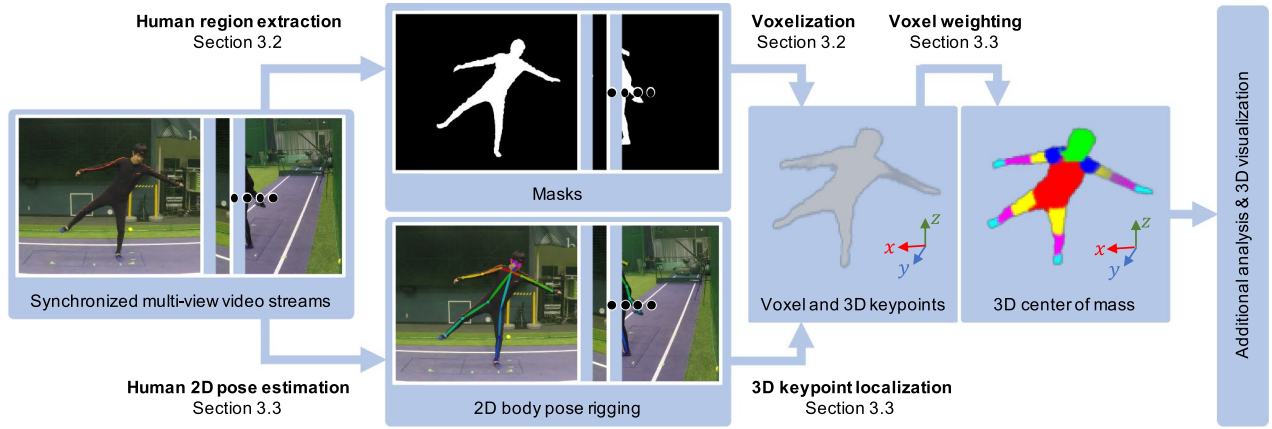 Human region extraction
Section 3.2
Voxelization
Section 3.2
Voxel weighting
Section 3.3
Masks
Synchronized multi-view video streams
z
x
y
Voxel and 3D keypoints
z
x
y
3D center of mass
Additional analysis & 3D visualization
Human 2D pose estimation
Section 3.3
2D body pose rigging
3D keypoint localization
Section 3.3